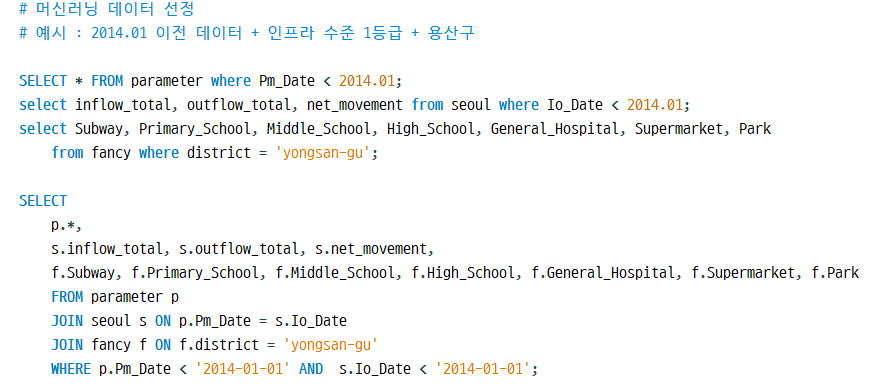 # 머신러닝 데이터 선정
# 예시 : 2014.01 이전 데이터 + 인프라 수준 1등급 + 용산구
SELECT * FROM parameter where Pm_Date < 2014.01;
select inflow_total, outflow_total, net_movement from seoul where Io_Date < 2014.01;
select Subway, Primary_School, Middle_School, High_School, General_Hospital, Supermarket, Park
from fancy where district = 'yongsan-gu';
SELECT
p.*,
s.inflow_total, s.outflow_total, s.net_movement,
f.Subway, f.Primary_School, f.Middle_School, f.High_School, f.General_Hospital, f.Supermarket, f.Park
FROM parameter p
JOIN seoul s ON p.Pm_Date = s.Io_Date
JOIN fancy f ON f.district = 'yongsan-gu'
WHERE p.Pm_Date < '2014-01-01' AND  s.Io_Date < '2014-01-01';